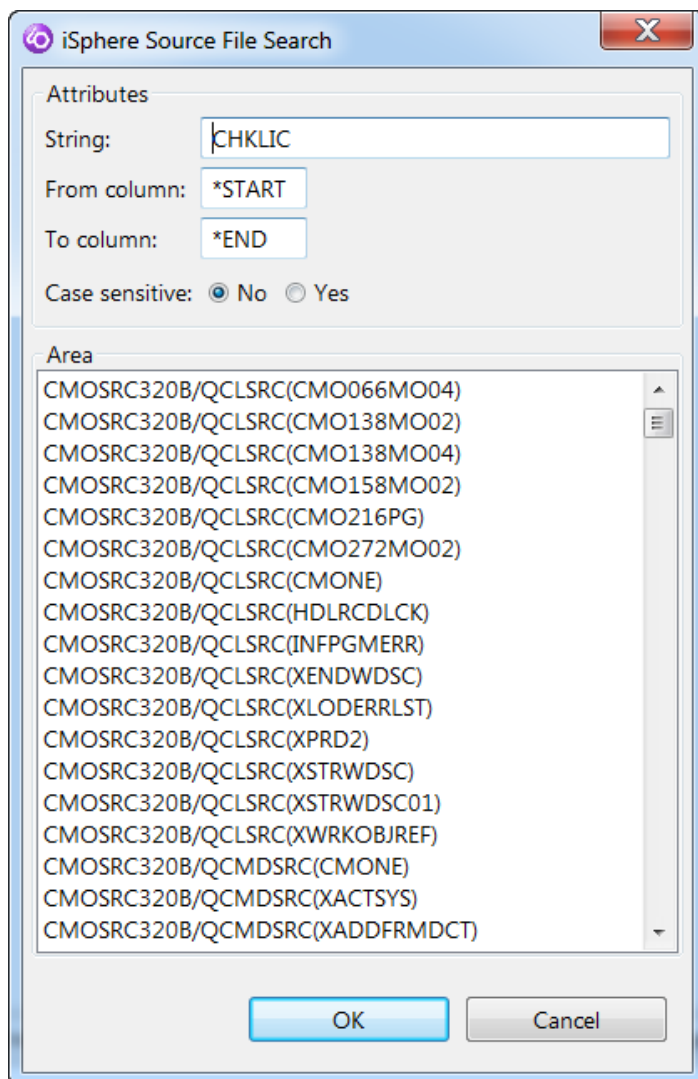 iSphere Source File Search
Attributes
String: CHKLIC
From column: *START
To column: *END
Case sensitive: No Yes
Area
CMOSRC320B/QCLSRC(CMO066MO04)
CMOSRC320B/QCLSRC(CMO138MO02)
CMOSRC320B/QCLSRC(CMO138MO04)
CMOSRC320B/QCLSRC(CMO158MO02)
CMOSRC320B/QCLSRC(CMO216PG)
CMOSRC320B/QCLSRC(CMO272MO02)
CMOSRC320B/QCLSRC(CMONE)
CMOSRC320B/QCLSRC(HDLRCDLCK)
CMOSRC320B/QCLSRC(INFPGMERR)
CMOSRC320B/QCLSRC(XENDWDSC)
CMOSRC320B/QCLSRC(XLODERRLST)
CMOSRC320B/QCLSRC(XPRD2)
CMOSRC320B/QCLSRC(XSTRWDSC)
CMOSRC320B/QCLSRC(XSTRWDSC01)
CMOSRC320B/QCLSRC(XWRKOBJREF)
CMOSRC320B/QCMDSRC(CMONE)
CMOSRC320B/QCMDSRC(XACTSYS)
CMOSRC320B/QCMDSRC(XADDFRMDCT)
OK Cancel